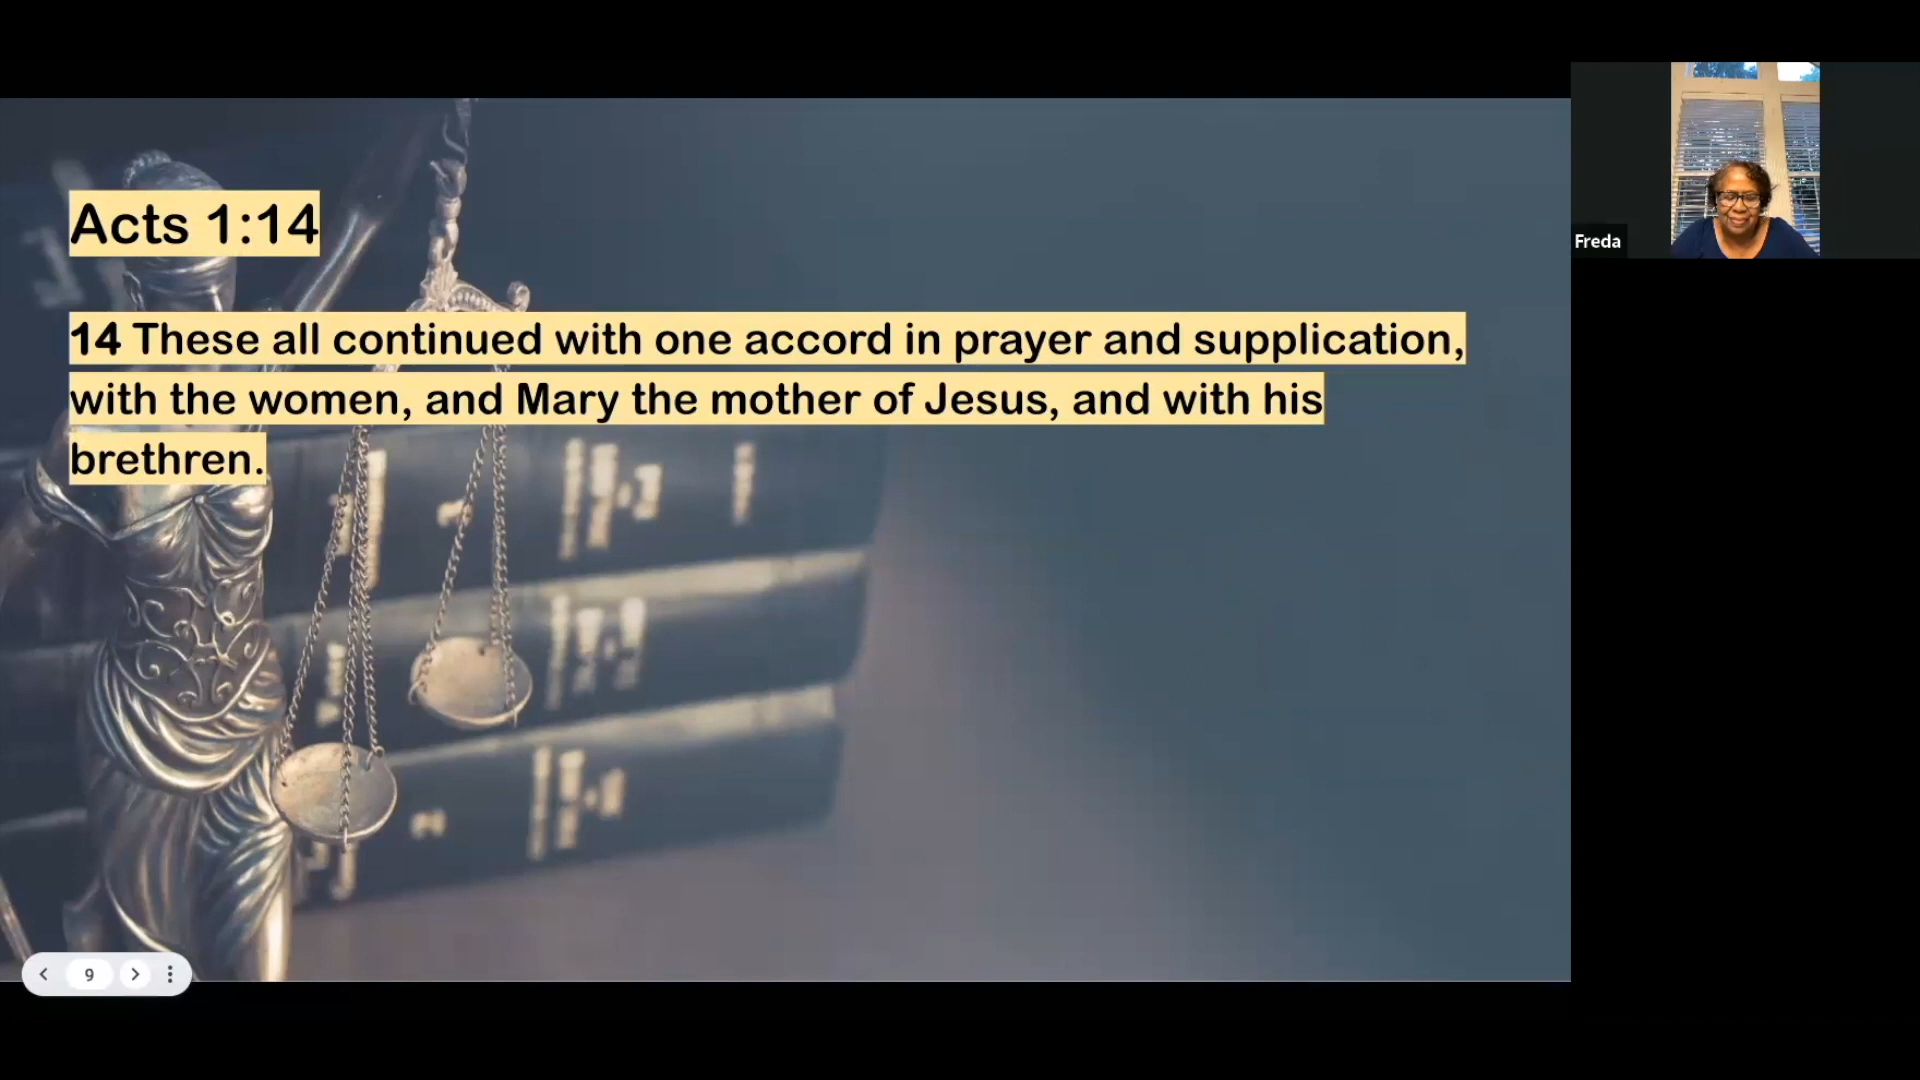 Acts 1:14
14 These all continued with one accord in prayer and supplication,
with the women, and Mary the mother of Jesus, and with his
brethren.
Freda
9